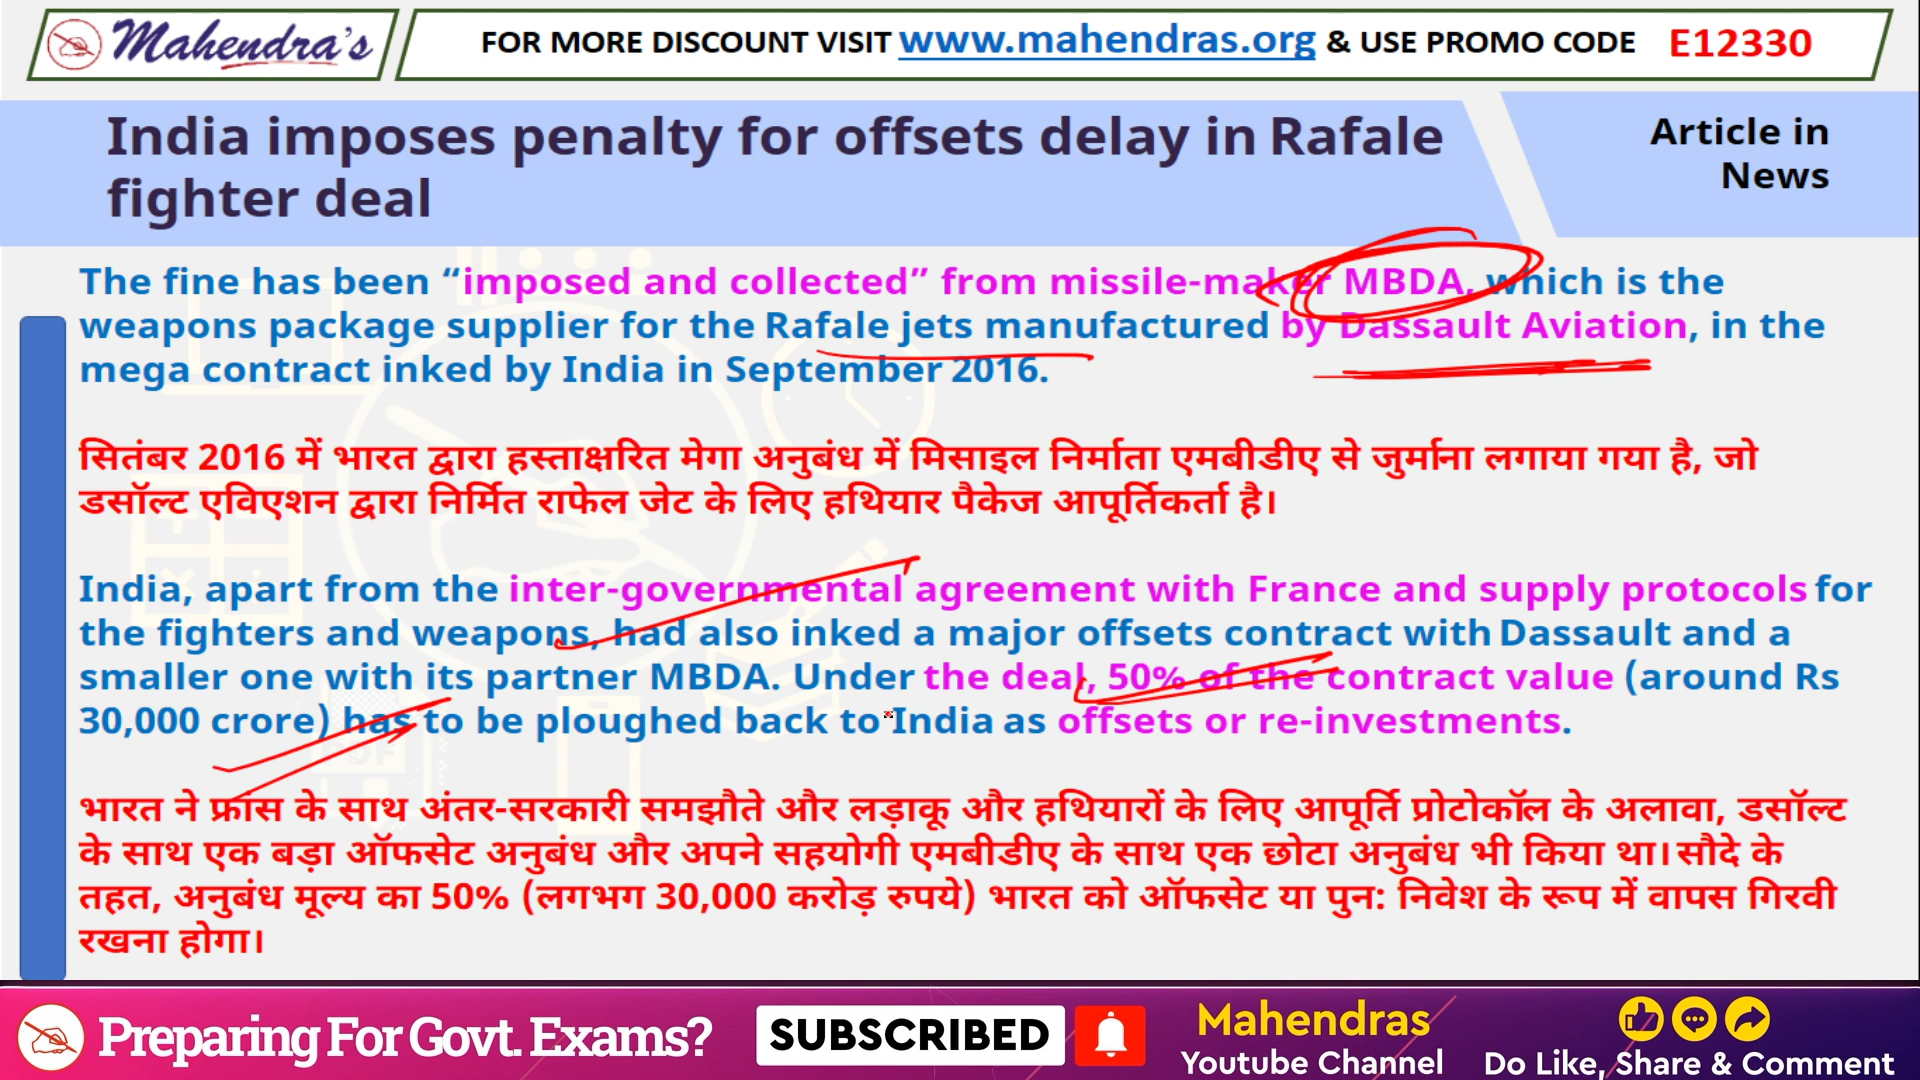 Mahendra's
FOR MORE DISCOUNT VISIT www.mahendras.org & USE PROMO CODE E12330
India imposes penalty for offsets delay in Rafale
fighter deal
Article in
News
The fine has been “imposed and collected” from missile-maker MBDA, which is the
weapons package supplier for the Rafale jets manufactured by Dassault Aviation, in the
mega contract inked by India in September 2016.
सितंबर 2016 में भारत द्वारा हस्ताक्षरित मेगा अनुबंध में मिसाइल निर्माता एमबीडीए से जुर्माना लगाया गया है, जो
डसॉल्ट एविएशन द्वारा निर्मित राफेल जेट के लिए हथियार पैकेज आपूर्तिकर्ता है।
India, apart from the inter-governmental agreement with France and supply protocols for
the fighters and weapons, had also inked a major offsets contract with Dassault and a
smaller one with its partner MBDA. Under the deal, 50% of the contract value (around Rs
30,000 crore) has to be ploughed back to India as offsets or re-investments.
भारत ने फ्रांस के साथ अंतर-सरकारी समझौते और लड़ाकू और हथियारों के लिए आपूर्ति प्रोटोकॉल के अलावा, डसॉल्ट
के साथ एक बड़ा ऑफसेट अनुबंध और अपने सहयोगी एमबीडीए के साथ एक छोटा अनुबंध भी किया था। सौदे के
तहत, अनुबंध मूल्य का 50% (लगभग 30,000 करोड़ रुपये) भारत को ऑफसेट या पुन: निवेश के रूप में वापस गिरवी
रखना होगा।
Preparing For Govt. Exams?
SUBSCRIBED
Mahendras
Youtube Channel
Do Like, Share & Comment